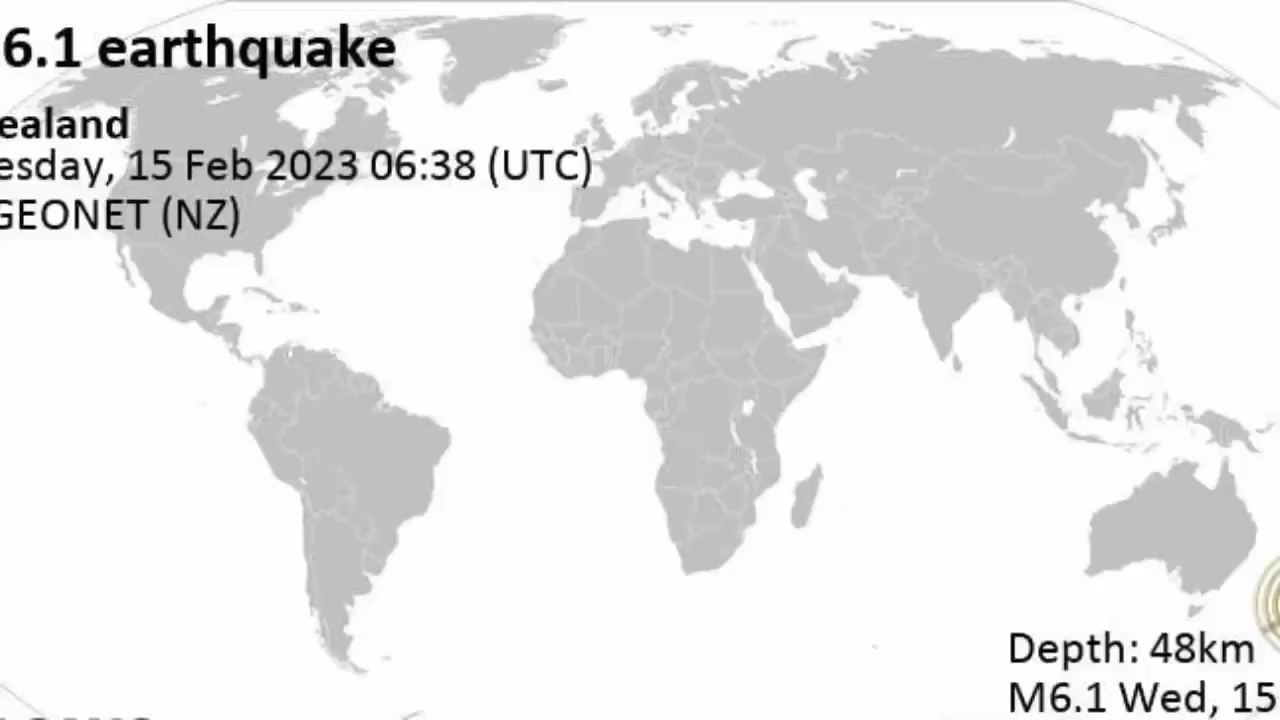 6.1 earthquake
ealand
esday, 15 Feb 2023 06:38 (UTC)
GEONET (NZ)
Depth: 48km
M6.1 Wed, 15